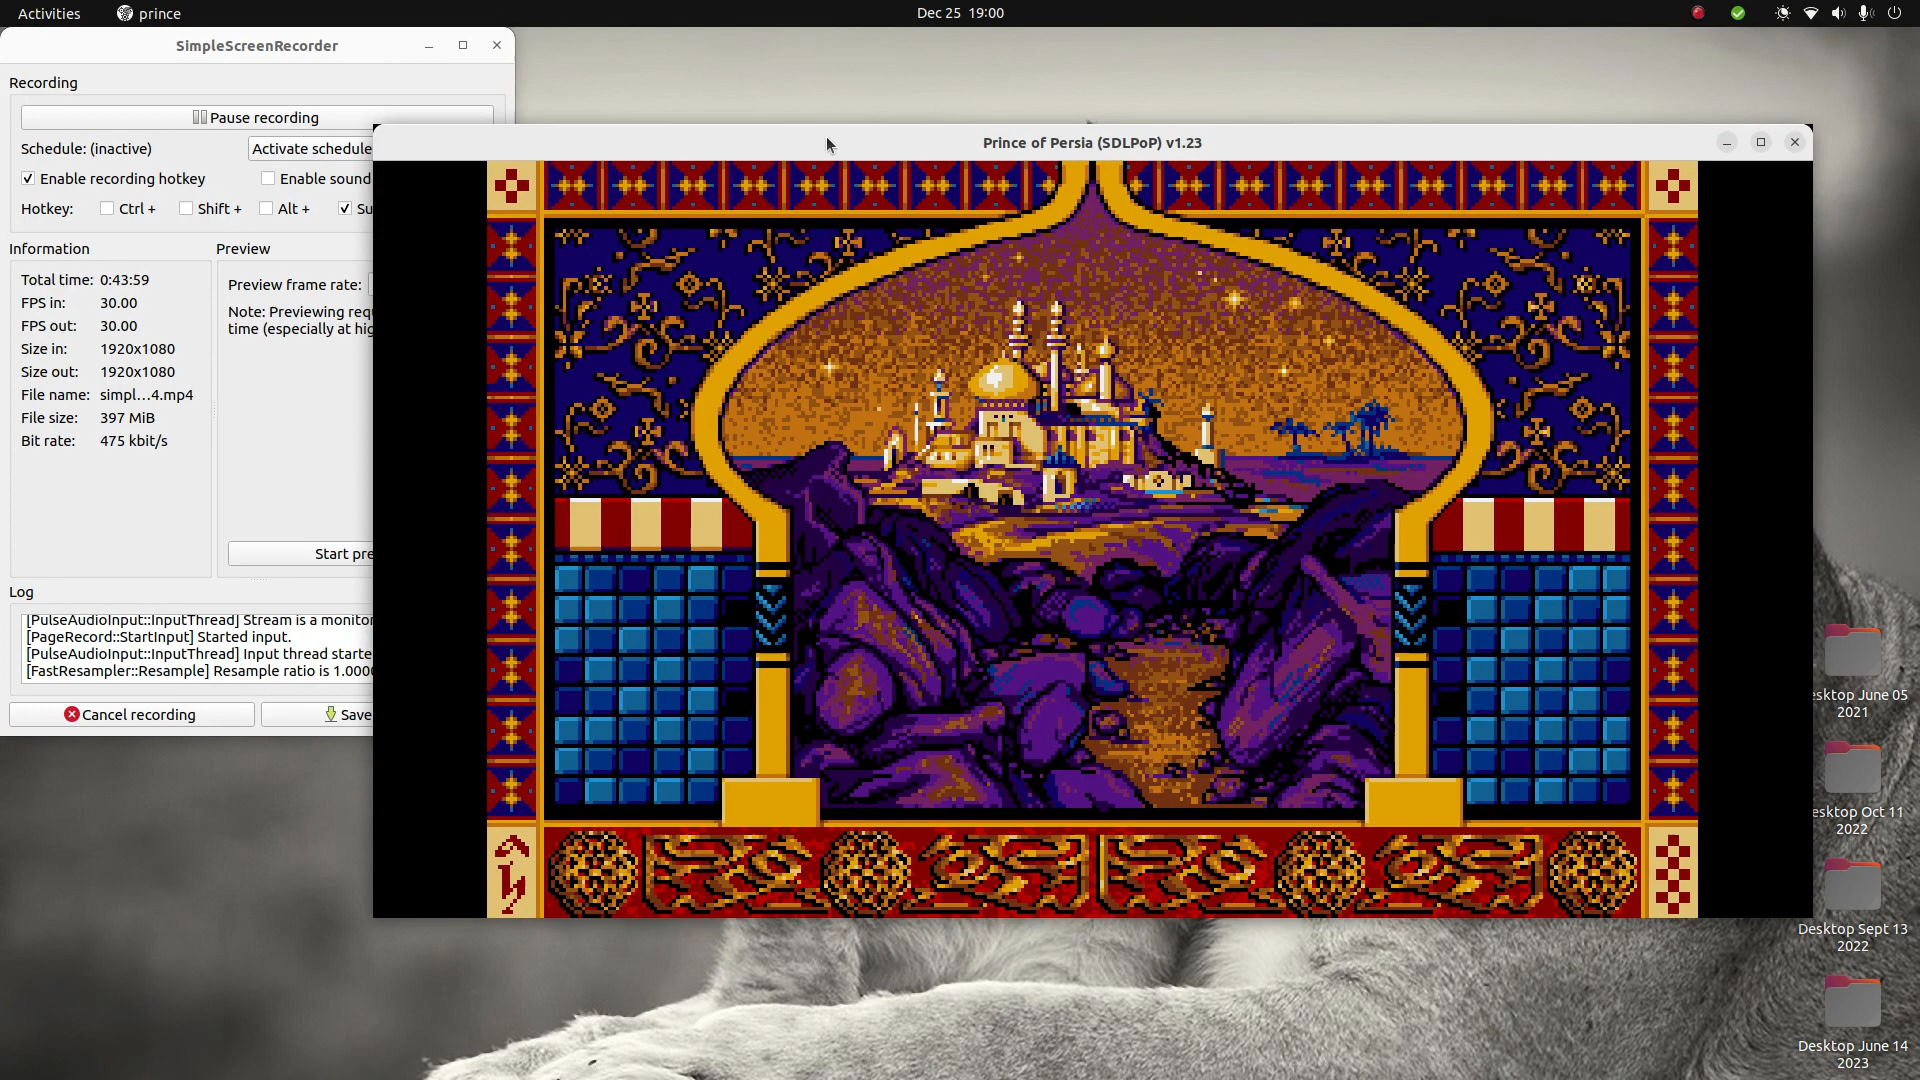 Activities
prince
Dec 25 19:00
SimpleScreenRecorder
Recording
Pause recording
Schedule: (inactive)
Activate schedule
Enable recording hotkey
Enable sound
Hotkey:
Ctrl +
Shift +
Alt +
Su
Information
Preview
Total time: 0:43:59
FPS in: 30.00
FPS out: 30.00
Size in: 1920x1080
Size out: 1920x1080
File name: simpl...4.mp4
File size: 397 MiB
Bit rate: 475 kbit/s
Preview frame rate:
Note: Previewing requ
time (especially at hig
Start pre
Log
[PulseAudioInput::InputThread] Stream is a monitor
[PageRecord::StartInput] Started input.
[PulseAudioInput::InputThread] Input thread starte
[FastResampler::Resample] Resample ratio is 1.0000
Cancel recording
Save
Prince of Persia (SDLPoP) v1.23
esktop June 05
2021
esktop Oct 11
2022
Desktop Sept 13
2022
Desktop June 14
2023